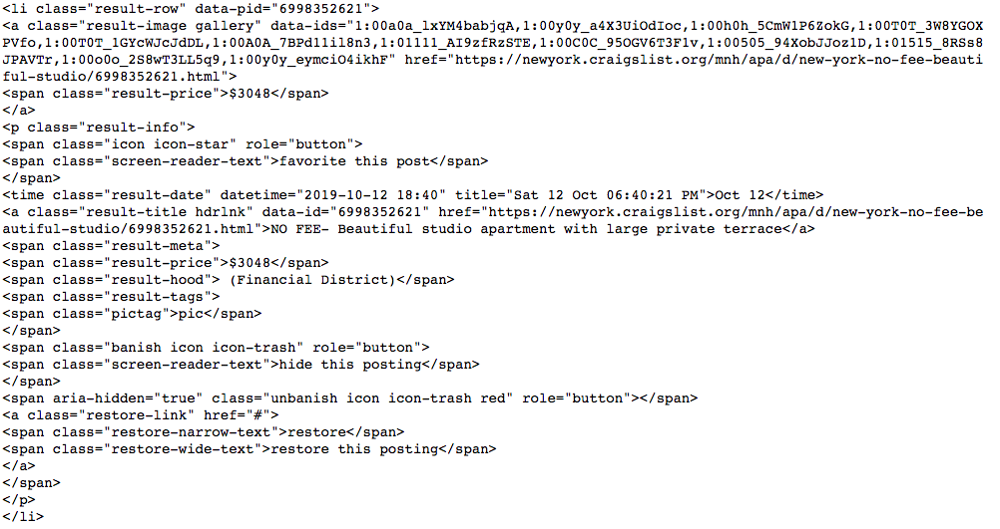 <li class="result-row" data-pid="6998352621">
<a class="result-image gallery" data-ids="1:00a0a_lxYM4babjqA,1:00y0y_a4X3UiOdIoc,1:00h0h_5CmWlP6ZokG,1:00T0T_3W8YGOX
PVfo,1:00T0T_lGYcWJcJdDL,1:00A0A_7BPdllil8n3,1:01111_AI9zfRzSTE,1:00C0C_95OGV6T3Flv,1:00505_94XobJJozlD,1:01515_8RSs8
JPAVTr,1:00o0o_2S8wT3LL5q9,1:00y0y_eymciO4ikhF" href="https://newyork.craigslist.org/mnh/apa/d/new-york-no-fee-beauti
ful-studio/6998352621.html">
<span class="result-price">$3048</span>
</a>
<p class="result-info">
<span class="icon icon-star" role="button">
<span class="screen-reader-text">favorite this post</span>
</span>
<time class="result-date" datetime="2019-10-12 18:40" title="Sat 12 Oct 06:40:21 PM">Oct 12</time>
<a class="result-title hdrlnk" data-id="6998352621" href="https://newyork.craigslist.org/mnh/apa/d/new-york-no-fee-be
autiful-studio/6998352621.html">NO FEE- Beautiful studio apartment with large private terrace</a>
<span class="result-meta">
<span class="result-price">$3048</span>
<span class="result-hood"> (Financial District)</span>
<span class="result-tags">
<span class="pictag">pic</span>
</span>
<span class="banish icon icon-trash" role="button">
<span class="screen-reader-text">hide this posting</span>
</span>
<span aria-hidden="true" class="unbanish icon icon-trash red" role="button"></span>
<a class="restore-link" href="#">
<span class="restore-narrow-text">restore</span>
<span class="restore-wide-text">restore this posting</span>
</a>
</span>
</p>
</li>